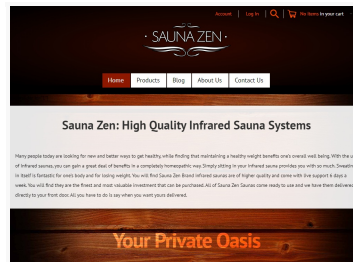 Account | Log In | No items in your cart
· SAUNA ZEN ·
Home Products Blog About Us Contact Us
Sauna Zen: High Quality Infrared Sauna Systems
Many people today are looking for new and better ways to get healthy, while finding that maintaining a healthy weight benefits one's overall well being. With the u
of infrared saunas, you can gain a great deal of benefits in a completely homeopathic way. Simply sitting in your infrared sauna provides you with so much. Sweatin
in itself is fantastic for one's body and for losing weight. You will find Sauna Zen Brand Infrared saunas are of higher quality and come with live support 6 days a
week. You will find they are the finest and most valuable investment that can be purchased. All of Sauna Zen Saunas come ready to use and we have them delivered
directly to your front door. All you have to do is say when you want yours delivered.
Your Private Oasis